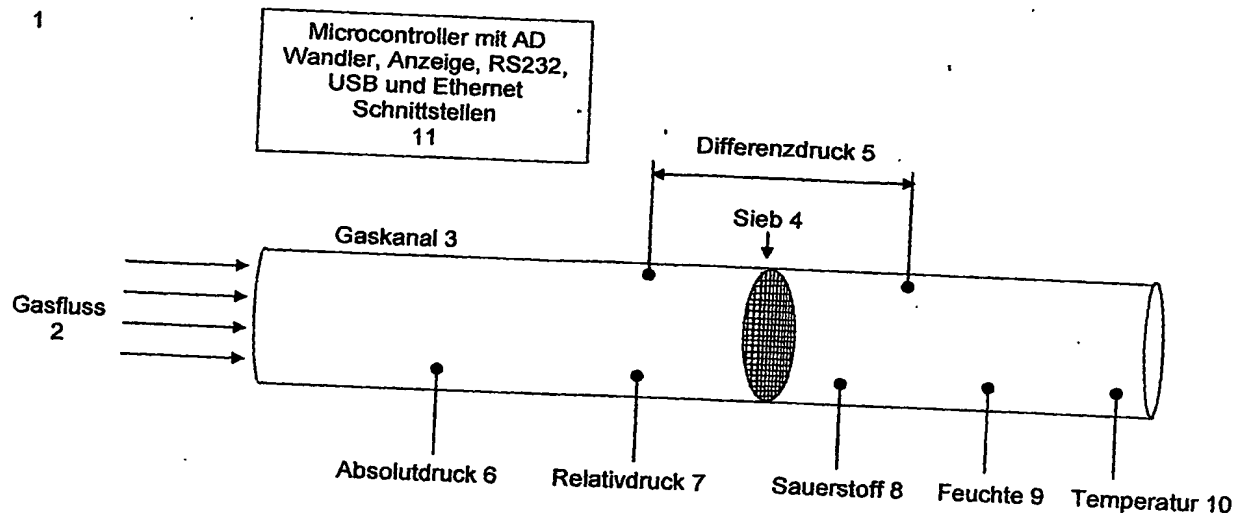 1
Microcontroller mit AD
Wandler, Anzeige, RS232,
USB und Ethernet
Schnittstellen
11
Differenzdruck 5
Sieb 4
Gaskanal 3
Gasfluss
2
Absolutdruck 6
Relativdruck 7
Sauerstoff 8
Feuchte 9
Temperatur 10